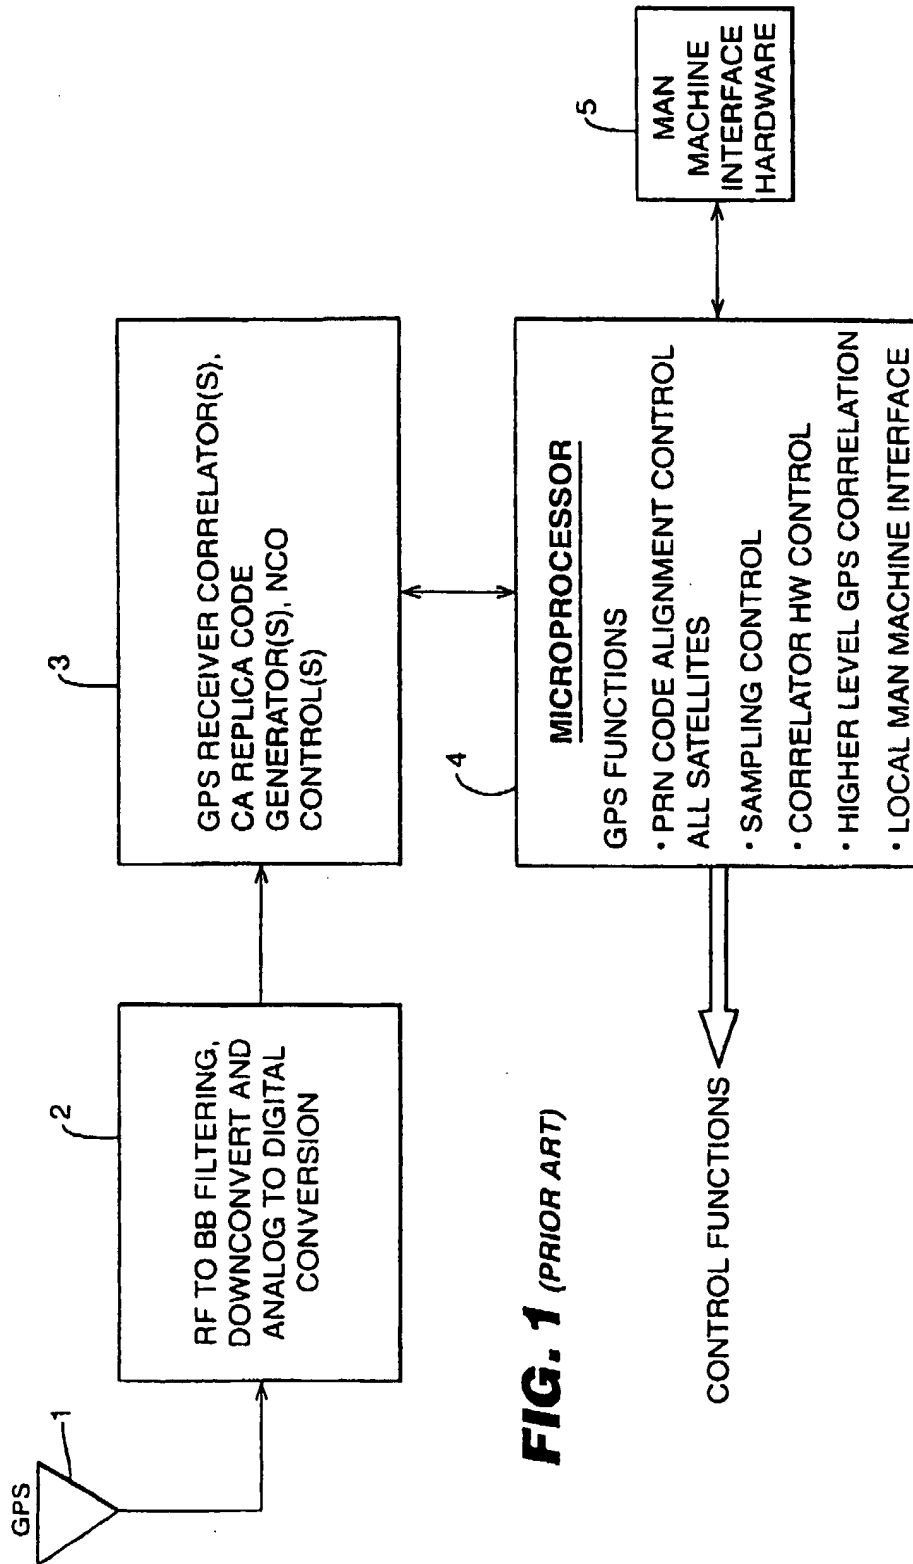 GPS
1
2
RF TO BB FILTERING,
DOWNCONVERT AND
ANALOG TO DIGITAL
CONVERSION
3
GPS RECEIVER CORRELATOR(S),
CA REPLICA CODE
GENERATOR(S), NCO
CONTROL(S)
4
MICROPROCESSOR
GPS FUNCTIONS
• PRN CODE ALIGNMENT CONTROL
ALL SATELLITES
• SAMPLING CONTROL
• CORRELATOR HW CONTROL
• HIGHER LEVEL GPS CORRELATION
• LOCAL MAN MACHINE INTERFACE
5
MAN
MACHINE
INTERFACE
HARDWARE
CONTROL FUNCTIONS
FIG. 1 (PRIOR ART)